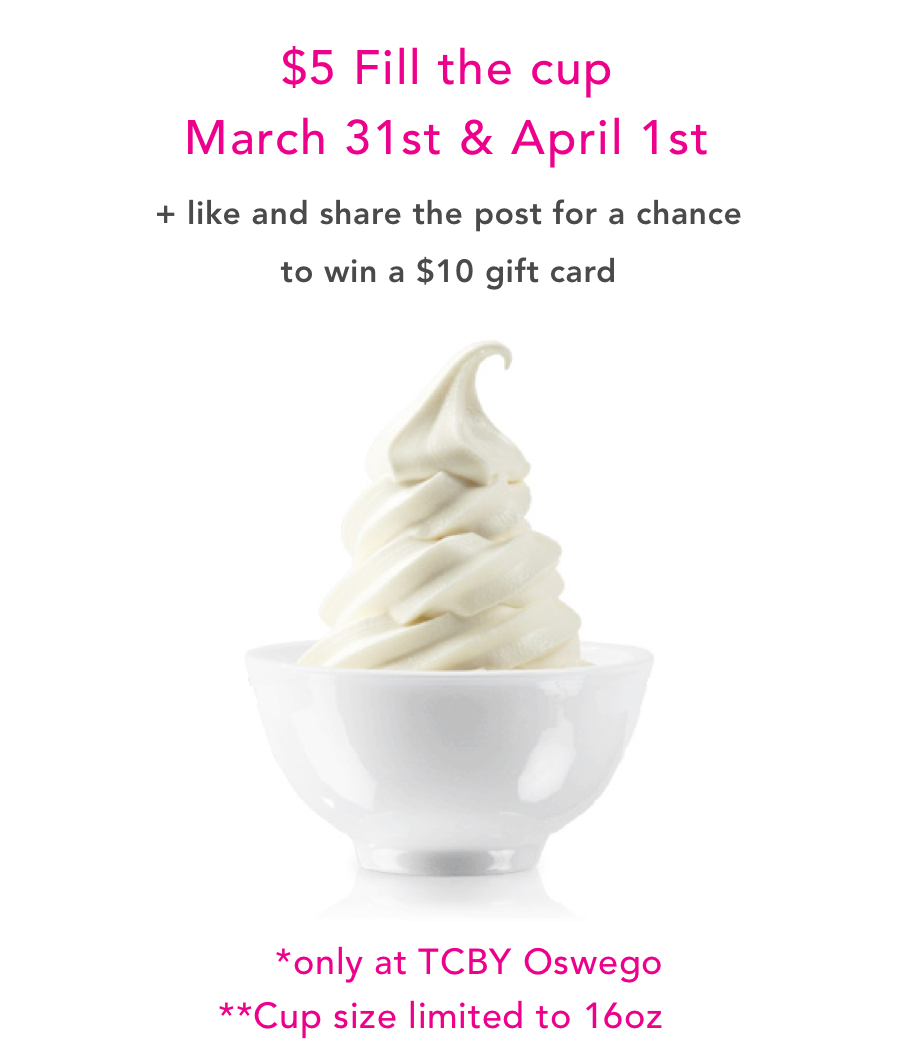 $5 Fill the cup
March 31st & April 1st
+ like and share the post for a chance
to win a $10 gift card
*only at TCBY Oswego
**Cup size limited to 16oz